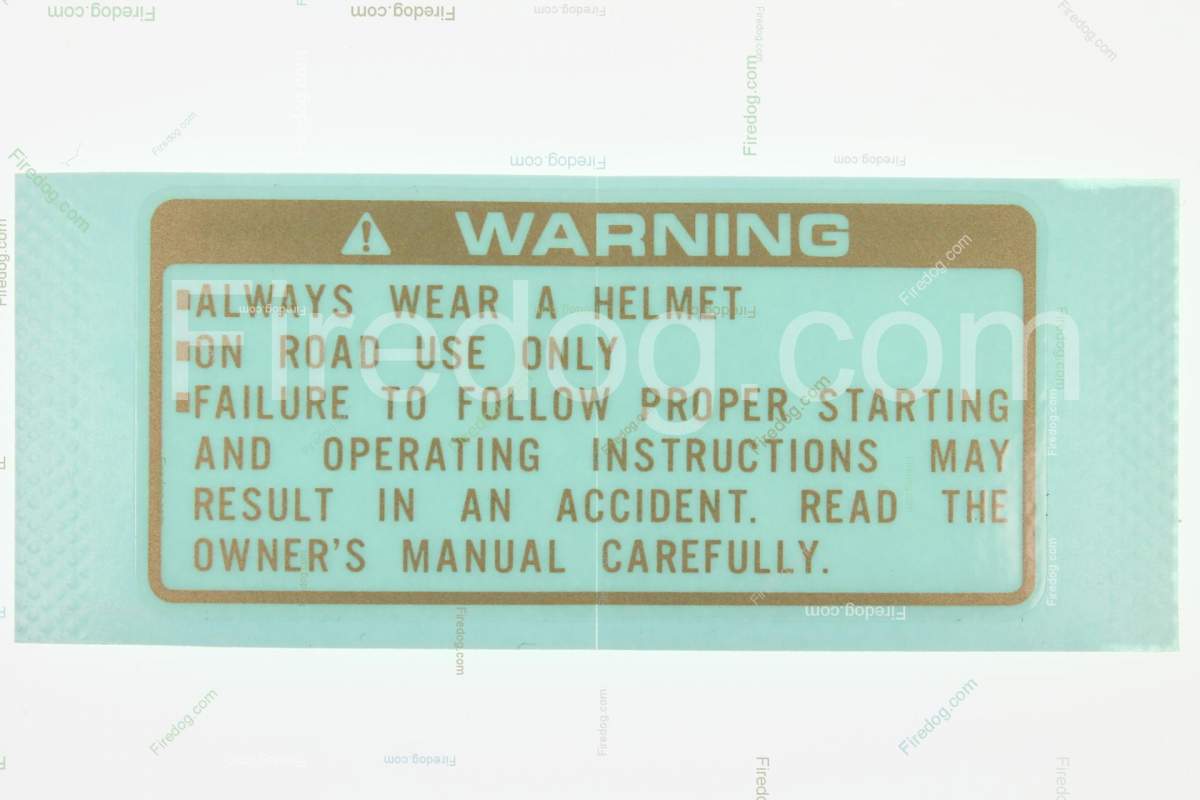 ⚠ WARNING
■ALWAYS WEAR A HELMET
■ON ROAD USE ONLY
■FAILURE TO FOLLOW PROPER STARTING
AND OPERATING INSTRUCTIONS MAY
RESULT IN AN ACCIDENT. READ THE
OWNER'S MANUAL CAREFULLY.
Firedog.com